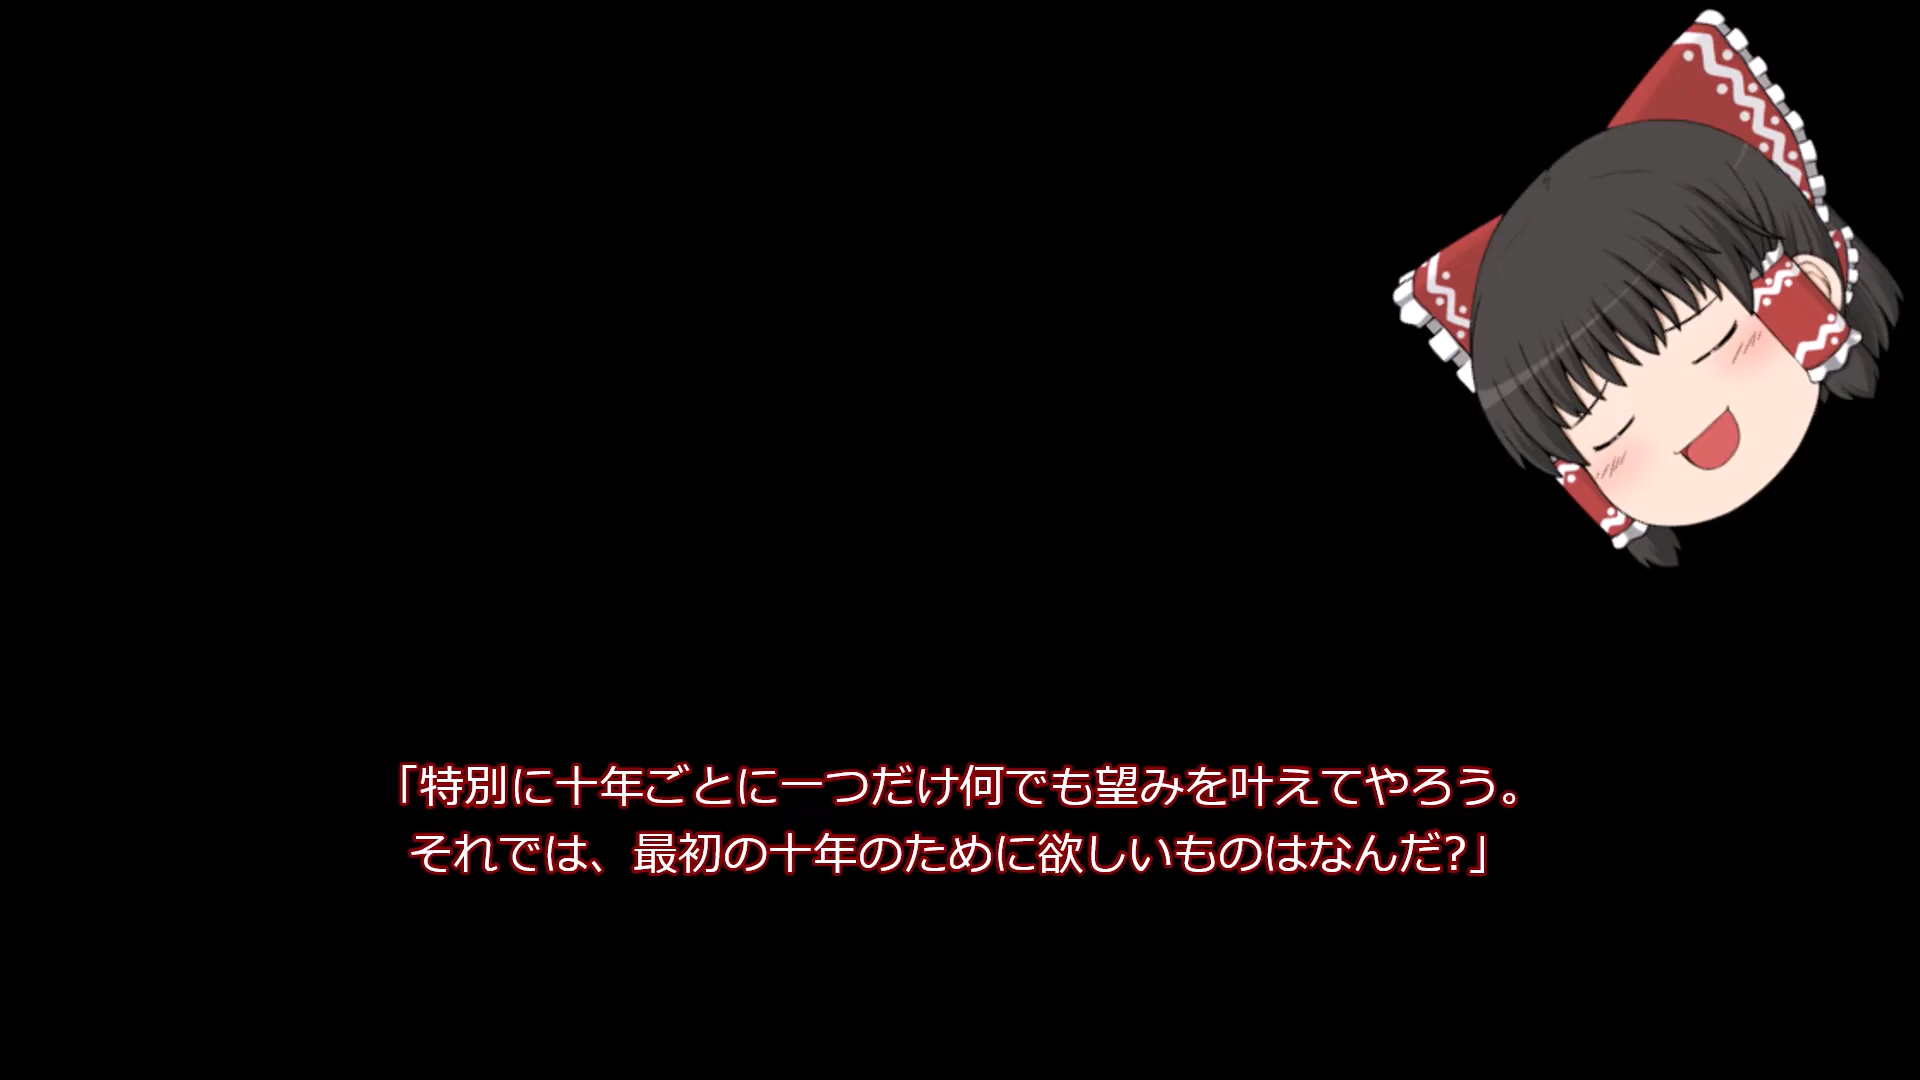 「特別に十年ごとに一つだけ何でも望みを叶えてやろう。
それでは、最初の十年のために欲しいものはなんだ?」